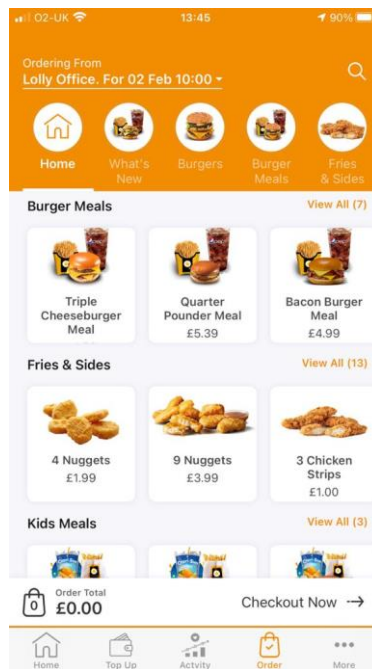 O2-UK 13:45 90%
Ordering From
Lolly Office. For 02 Feb 10:00
Home What's New Burgers Burger Meals Fries & Sides
Burger Meals View All (7)
Triple Cheeseburger Meal
Quarter Pounder Meal
£5.39
Bacon Burger Meal
£4.99
Fries & Sides View All (13)
4 Nuggets
£1.99
9 Nuggets
£3.99
3 Chicken Strips
£1.00
Kids Meals View All (3)
0 Order Total
£0.00 Checkout Now
Home Top Up Actvity Order More